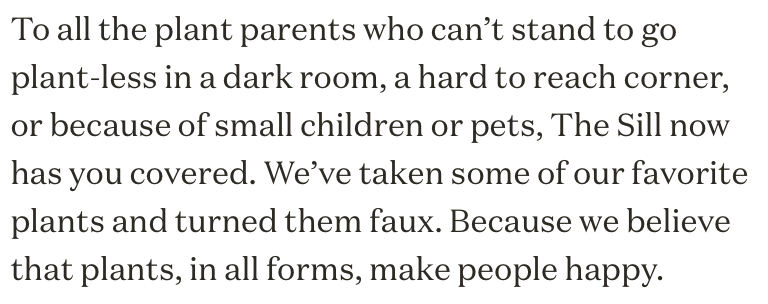 To all the plant parents who can’t stand to go
plant-less in a dark room, a hard to reach corner,
or because of small children or pets, The Sill now
has you covered. We’ve taken some of our favorite
plants and turned them faux. Because we believe
that plants, in all forms, make people happy.